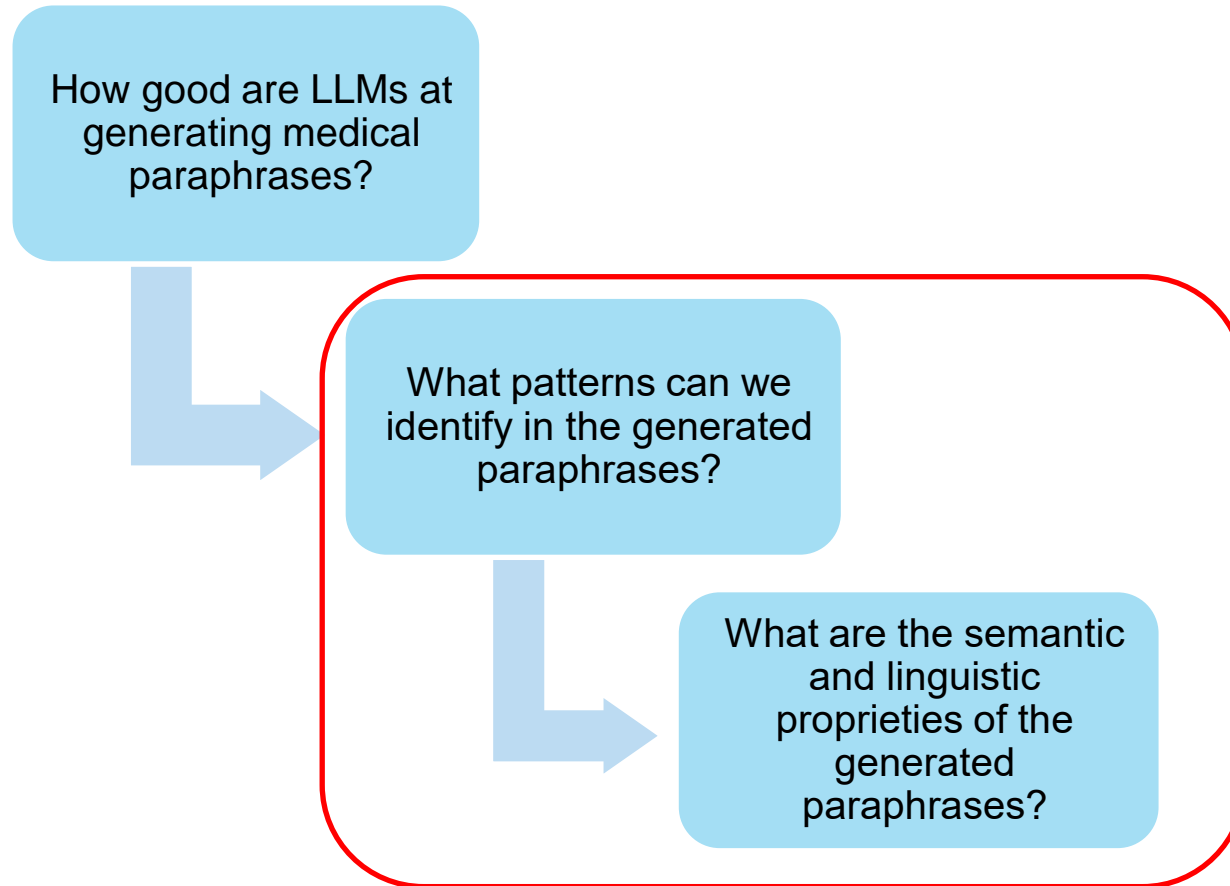 How good are LLMs at
generating medical
paraphrases?
What patterns can we
identify in the generated
paraphrases?
What are the semantic
and linguistic
proprieties of the
generated
paraphrases?